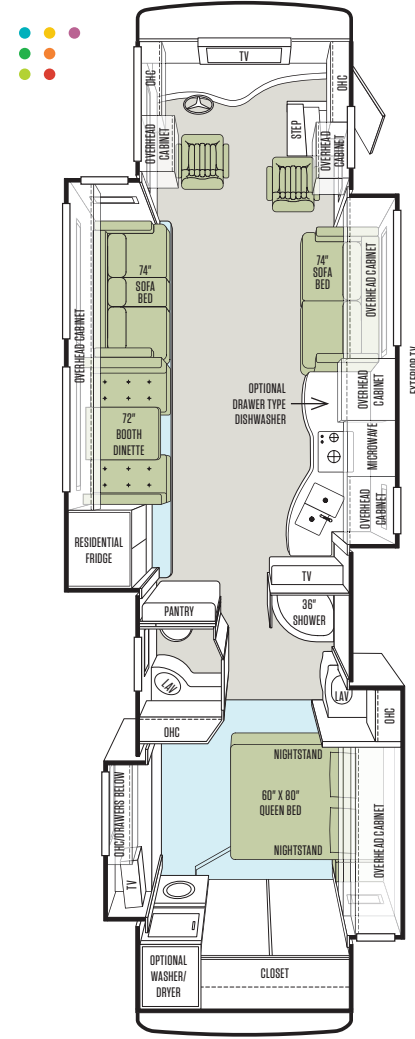 TV
OHC
OHC
OVERHEAD
CABINET
STEP
OVERHEAD
CABINET
74"
SOFA
BED
74"
SOFA
BED
OVERHEAD CABINET
OVERHEAD CABINET
EXTERIOR TV
OPTIONAL
DRAWER TYPE
DISHWASHER
OVERHEAD
CABINET
72"
BOOTH
DINETTE
MICROWAVE
OVERHEAD
CABINET
RESIDENTIAL
FRIDGE
TV
PANTRY
36"
SHOWER
LAV
LAV
OHC
OHC
NIGHTSTAND
60" X 80"
QUEEN BED
NIGHTSTAND
OHC/DRAWERS BELOW
OVERHEAD CABINET
TV
OPTIONAL
WASHER/
DRYER
CLOSET